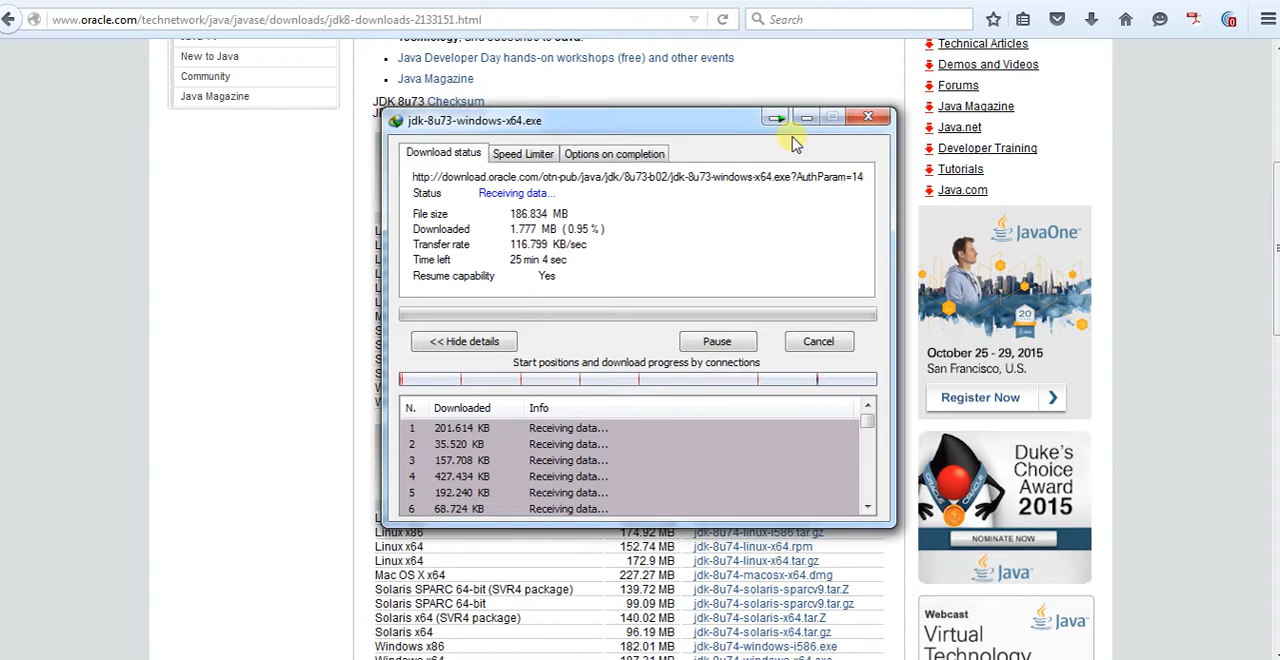 www.oracle.com/technetwork/java/javase/downloads/jdk8-downloads-2133151.html
Search
New to Java
Community
Java Magazine
Java Developer Day hands-on workshops (free) and other events
Java Magazine
JDK 8u73 Checksum
jdk-8u73-windows-x64.exe
Download status
Speed Limiter
Options on completion
http://download.oracle.com/otn-pub/java/jdk/8u73-b02/jdk-8u73-windows-x64.exe?AuthParam=14
Status Receiving data...
File size 186.834 MB
Downloaded 1.777 MB ( 0.95 % )
Transfer rate 116.799 KB/sec
Time left 25 min 4 sec
Resume capability Yes
<< Hide details
Pause
Cancel
Start positions and download progress by connections
N. Downloaded Info
1 201.614 KB Receiving data...
2 35.520 KB Receiving data...
3 157.708 KB Receiving data...
4 427.434 KB Receiving data...
5 192.240 KB Receiving data...
6 68.724 KB Receiving data...
Linux x86 174.92 MB jdk-8u74-linux-i586.tar.gz
Linux x64 152.74 MB jdk-8u74-linux-x64.rpm
Linux x64 172.9 MB jdk-8u74-linux-x64.tar.gz
Mac OS X x64 227.27 MB jdk-8u74-macosx-x64.dmg
Solaris SPARC 64-bit (SVR4 package) 139.72 MB jdk-8u74-solaris-sparcv9.tar.Z
Solaris SPARC 64-bit 99.09 MB jdk-8u74-solaris-sparcv9.tar.gz
Solaris x64 (SVR4 package) 140.02 MB jdk-8u74-solaris-x64.tar.Z
Solaris x64 96.19 MB jdk-8u74-solaris-x64.tar.gz
Windows x86 182.01 MB jdk-8u74-windows-i586.exe
Technical Articles
Demos and Videos
Forums
Java Magazine
Java.net
Developer Training
Tutorials
Java.com
JavaOne
20
October 25 - 29, 2015
San Francisco, U.S.
Register Now
Duke's
Choice
Award
2015
NOMINATE NOW
Java
Webcast
Virtual
Technology
Java